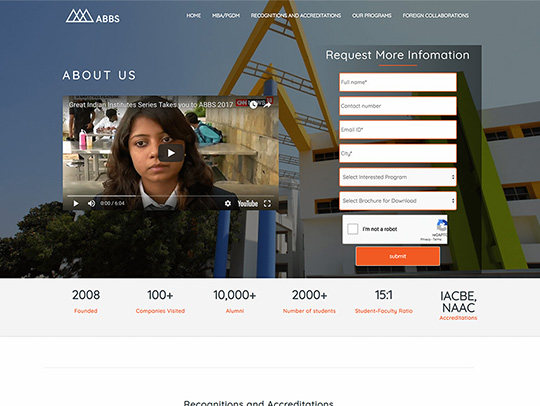 ABBS
HOME MBA/PGDM RECOGNITIONS AND ACCREDITATIONS OUR PROGRAMS FOREIGN COLLABORATIONS
ABOUT US
Great Indian Institutes Series Takes you to ABBS 2017
CNN
0:00 / 6:04
YouTube
Request More Infomation
Full name*
Contact number
Email ID*
City*
Select Interested Program
Select Brochure for Download
I'm not a robot
reCAPTC
Privacy - Terms
submit
2008
Founded
100+
Companies Visited
10,000+
Alumni
2000+
Number of students
15:1
Student-Faculty Ratio
IACBE,
NAAC
Accreditations
Recognitions and Accreditations